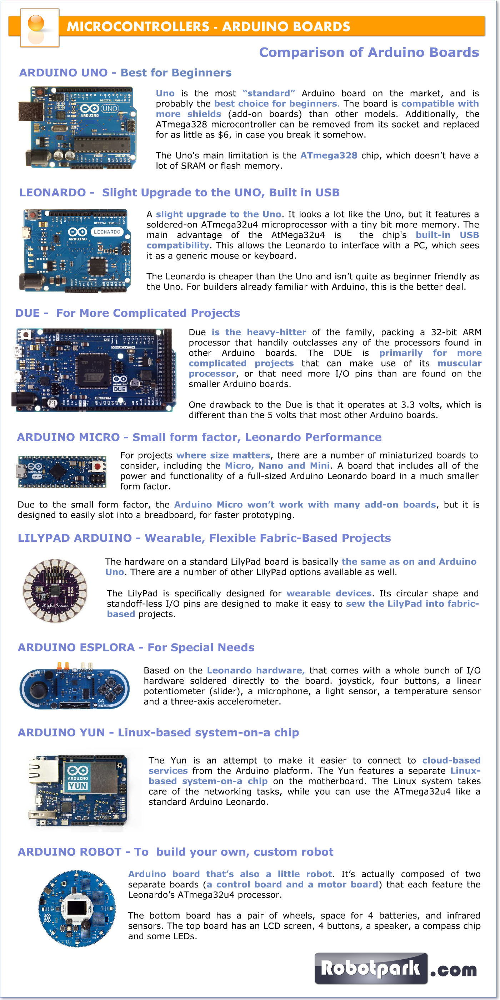 MICROCONTROLLERS - ARDUINO BOARDS
Comparison of Arduino Boards
ARDUINO UNO - Best for Beginners
Uno is the most “standard” Arduino board on the market, and is
probably the best choice for beginners. The board is compatible with
more shields (add-on boards) than other models. Additionally, the
ATmega328 microcontroller can be removed from its socket and replaced
for as little as $6, in case you break it somehow.
The Uno's main limitation is the ATmega328 chip, which doesn’t have a
lot of SRAM or flash memory.
ARDUINO
UNO
LEONARDO - Slight Upgrade to the UNO, Built in USB
A slight upgrade to the Uno. It looks a lot like the Uno, but it features a
soldered-on ATmega32u4 microprocessor with a tiny bit more memory. The
main advantage of the AtMega32u4 is the chip's built-in USB
compatibility. This allows the Leonardo to interface with a PC, which sees
it as a generic mouse or keyboard.
The Leonardo is cheaper than the Uno and isn’t quite as beginner friendly as
the Uno. For builders already familiar with Arduino, this is the better deal.
LEONARDO
ARDUINO
DUE - For More Complicated Projects
Due is the heavy-hitter of the family, packing a 32-bit ARM
processor that handily outclasses any of the processors found in
other Arduino boards. The DUE is primarily for more
complicated projects that can make use of its muscular
processor, or that need more I/O pins than are found on the
smaller Arduino boards.
One drawback to the Due is that it operates at 3.3 volts, which is
different than the 5 volts that most other Arduino boards.
ARDUINO
DUE
ARDUINO MICRO - Small form factor, Leonardo Performance
For projects where size matters, there are a number of miniaturized boards to
consider, including the Micro, Nano and Mini. A board that includes all of the
power and functionality of a full-sized Arduino Leonardo board in a much smaller
form factor.
Due to the small form factor, the Arduino Micro won’t work with many add-on boards, but it is
designed to easily slot into a breadboard, for faster prototyping.
ARDUINO
MICRO
LILYPAD ARDUINO - Wearable, Flexible Fabric-Based Projects
The hardware on a standard LilyPad board is basically the same as on and Arduino
Uno. There are a number of other LilyPad options available as well.
The LilyPad is specifically designed for wearable devices. Its circular shape and
standoff-less I/O pins are designed to make it easy to sew the LilyPad into fabric-
based projects.
LilyPad Arduino
ARDUINO ESPLORA - For Special Needs
Based on the Leonardo hardware, that comes with a whole bunch of I/O
hardware soldered directly to the board. joystick, four buttons, a linear
potentiometer (slider), a microphone, a light sensor, a temperature sensor
and a three-axis accelerometer.
ESPLORA
ARDUINO YUN - Linux-based system-on-a chip
The Yun is an attempt to make it easier to connect to cloud-based
services from the Arduino platform. The Yun features a separate Linux-
based system-on-a chip on the motherboard. The Linux system takes
care of the networking tasks, while you can use the ATmega32u4 like a
standard Arduino Leonardo.
ARDUINO
YUN
ARDUINO ROBOT - To build your own, custom robot
Arduino board that’s also a little robot. It’s actually composed of two
separate boards (a control board and a motor board) that each feature the
Leonardo’s ATmega32u4 processor.
The bottom board has a pair of wheels, space for 4 batteries, and infrared
sensors. The top board has an LCD screen, 4 buttons, a speaker, a compass chip
and some LEDs.
Robotpark.com